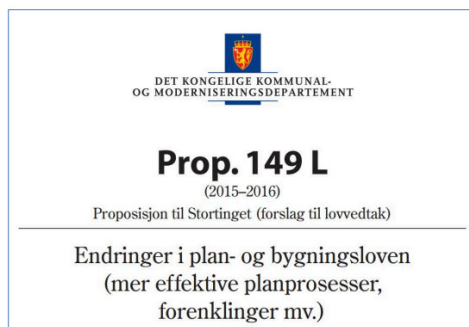 DET KONGELIGE KOMMUNAL-
OG MODERNISERINGSDEPARTEMENT
Prop. 149 L
(2015–2016)
Proposisjon til Stortinget (forslag til lovvedtak)
Endringer i plan- og bygningsloven
(mer effektive planprosesser,
forenklinger mv.)